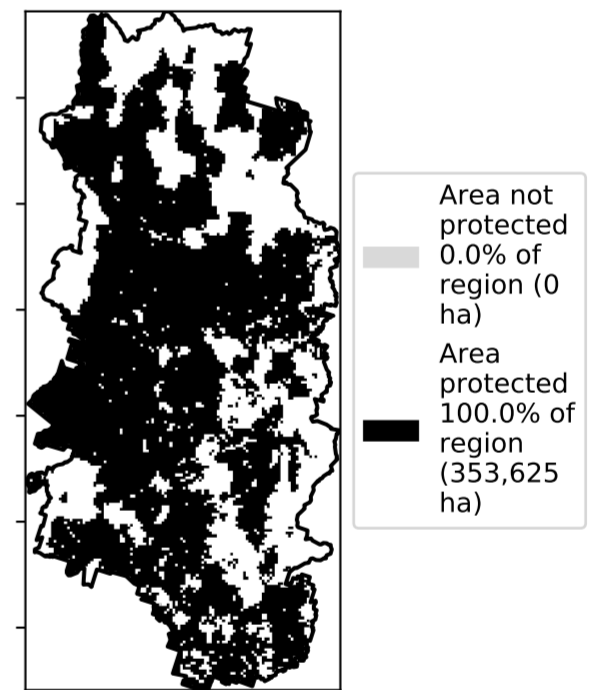 Area not
protected
0.0% of
region (0
ha)
Area
protected
100.0% of
region
(353,625
ha)